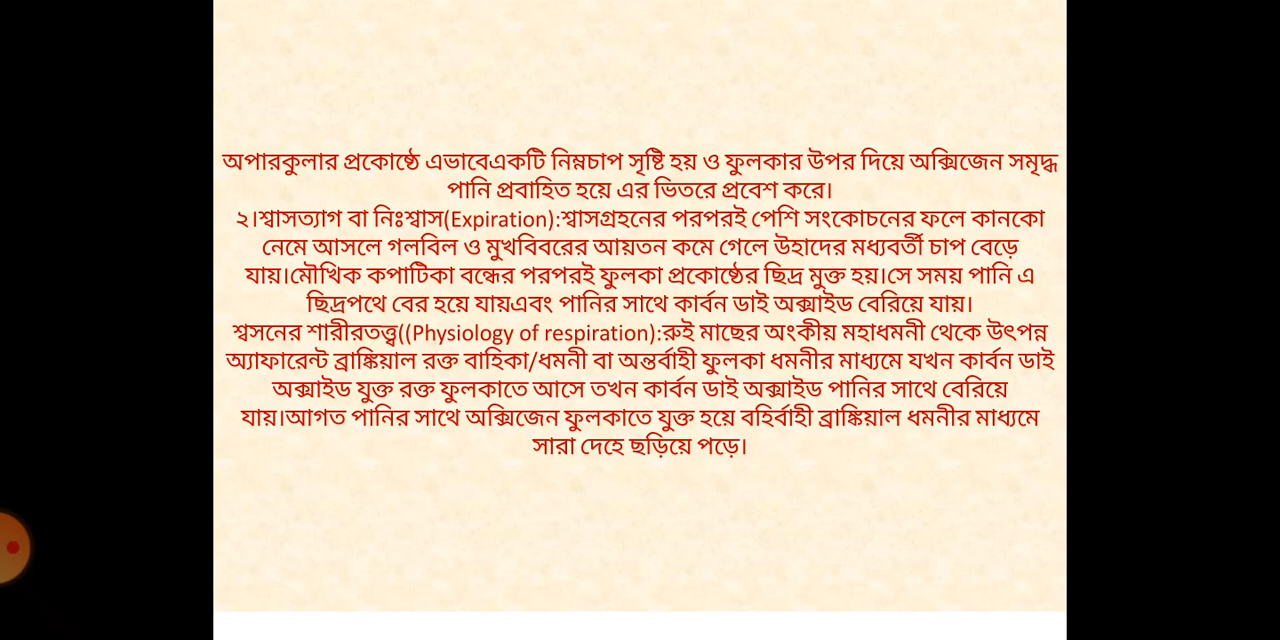 অপারকুলার প্রকোষ্ঠে এভাবেএকটি নিম্নচাপ সৃষ্টি হয় ও ফুলকার উপর দিয়ে অক্সিজেন সমৃদ্ধ
পানি প্রবাহিত হয়ে এর ভিতরে প্রবেশ করে।
২।শ্বাসত্যাগ বা নিঃশ্বাস(Expiration):শ্বাসগ্রহনের পরপরই পেশি সংকোচনের ফলে কানকো
নেমে আসলে গলবিল ও মুখবিবরের আয়তন কমে গেলে উহাদের মধ্যবর্তী চাপ বেড়ে
যায়।মৌখিক কপাটিকা বন্ধের পরপরই ফুলকা প্রকোষ্ঠের ছিদ্র মুক্ত হয়।সে সময় পানি এ
ছিদ্রপথে বের হয়ে যায়এবং পানির সাথে কার্বন ডাই অক্সাইড বেরিয়ে যায়।
শ্বসনের শারীরতত্ত্ব((Physiology of respiration):রুই মাছের অংকীয় মহাধমনী থেকে উৎপন্ন
অ্যাফারেন্ট ব্রাঙ্কিয়াল রক্ত বাহিকা/ধমনী বা অন্তর্বাহী ফুলকা ধমনীর মাধ্যমে যখন কার্বন ডাই
অক্সাইড যুক্ত রক্ত ফুলকাতে আসে তখন কার্বন ডাই অক্সাইড পানির সাথে বেরিয়ে
যায়।আগত পানির সাথে অক্সিজেন ফুলকাতে যুক্ত হয়ে বহির্বাহী ব্রাঙ্কিয়াল ধমনীর মাধ্যমে
সারা দেহে ছড়িয়ে পড়ে।